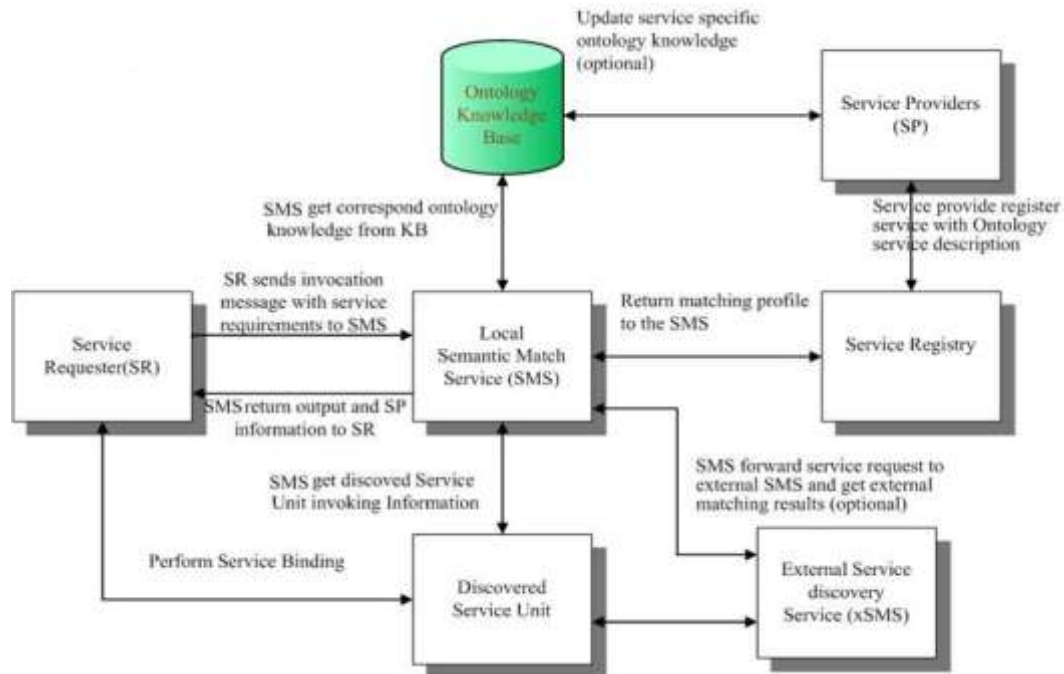 Update service specific
ontology knowledge
(optional)
Ontology
Knowledge
Base
Service Providers
(SP)
SMS get correspond ontology
knowledge from KB
Service provide register
service with Ontology
service description
SR sends invocation
message with service
requirements to SMS
Return matching profile
to the SMS
Service
Requester(SR)
Local
Semantic Match
Service (SMS)
Service Registry
SMS return output and SP
information to SR
SMS get discoved Service
Unit invoking Information
SMS forward service request to
external SMS and get external
matching results (optional)
Perform Service Binding
Discovered
Service Unit
External Service
discovery
Service (xSMS)